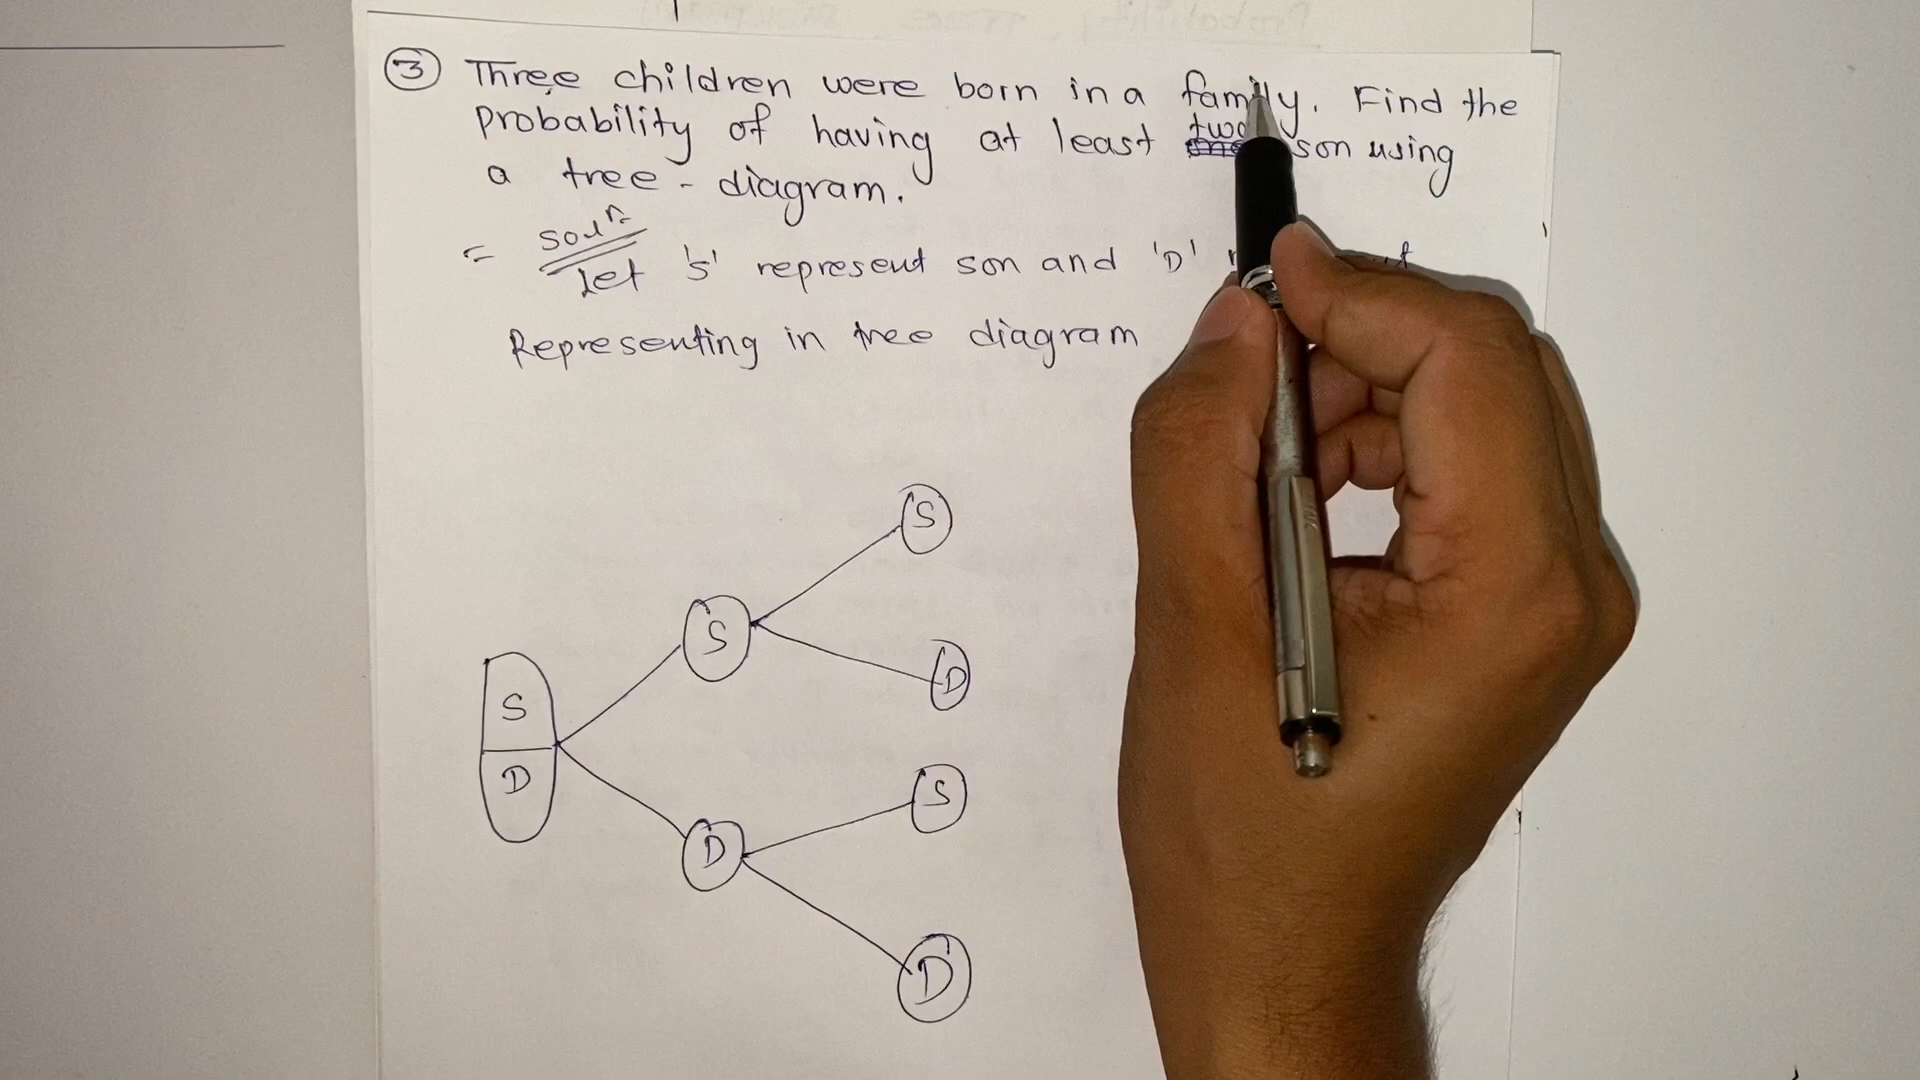 3 Three children were born in a family. Find the
probability of having at least two son using
a tree-diagram.
= solⁿ
let 's' represent son and 'D'
Representing in tree diagram
S
S
D
S
D
S
D
D